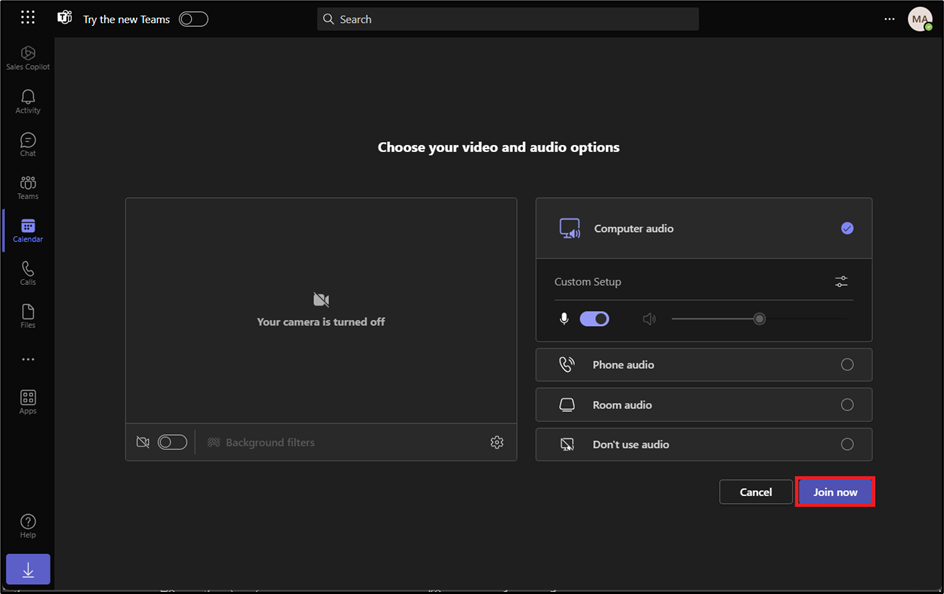 Try the new Teams
Search
MA
Sales Copilot
Activity
Chat
Teams
Calendar
Calls
Files
Apps
Help
Choose your video and audio options
Your camera is turned off
Background filters
Computer audio
Custom Setup
Phone audio
Room audio
Don't use audio
Cancel
Join now